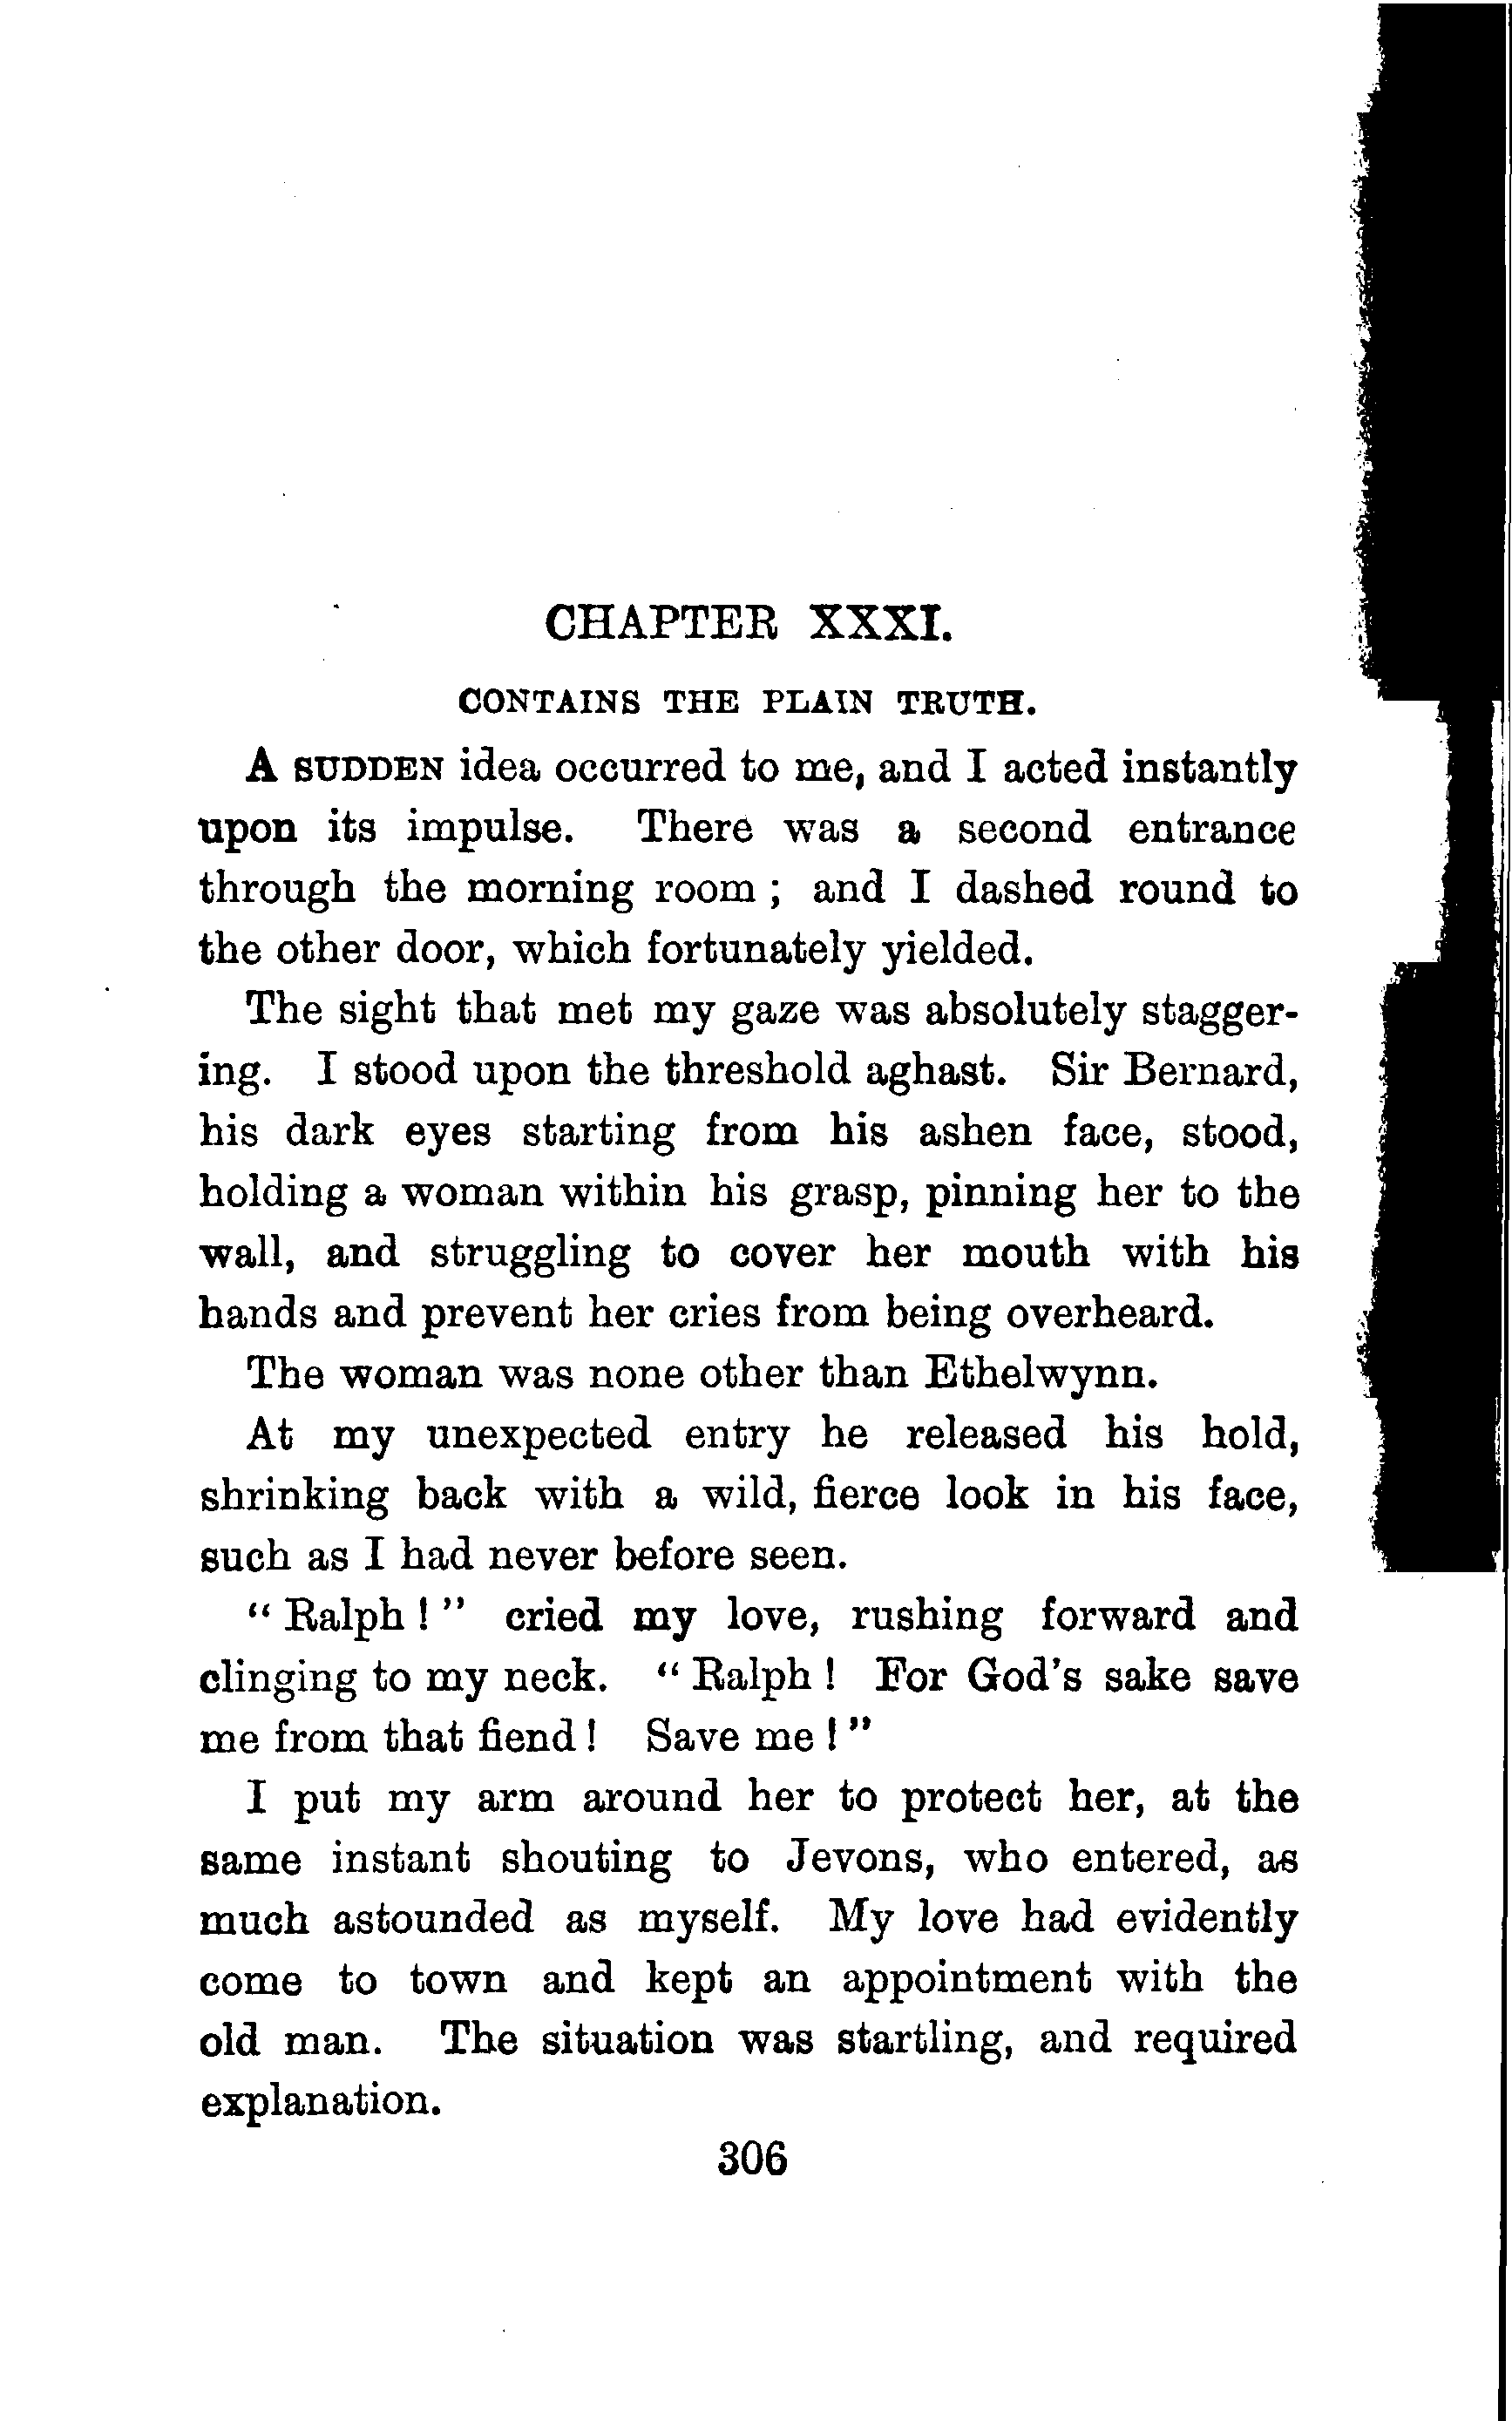 CHAPTER XXXI.
CONTAINS THE PLAIN TRUTH.
A SUDDEN idea occurred to me, and I acted instantly
upon its impulse. There was a second entrance
through the morning room ; and I dashed round to
the other door, which fortunately yielded.
The sight that met my gaze was absolutely stagger-
ing. I stood upon the threshold aghast. Sir Bernard,
his dark eyes starting from his ashen face, stood,
holding a woman within his grasp, pinning her to the
wall, and struggling to cover her mouth with his
hands and prevent her cries from being overheard.
The woman was none other than Ethelwynn.
At my unexpected entry he released his hold,
shrinking back with a wild, fierce look in his face,
such as I had never before seen.
“ Ralph ! ” cried my love, rushing forward and
clinging to my neck. “ Ralph ! For God's sake save
me from that fiend ! Save me ! ”
I put my arm around her to protect her, at the
same instant shouting to Jevons, who entered, as
much astounded as myself. My love had evidently
come to town and kept an appointment with the
old man. The situation was startling, and required
explanation.
306